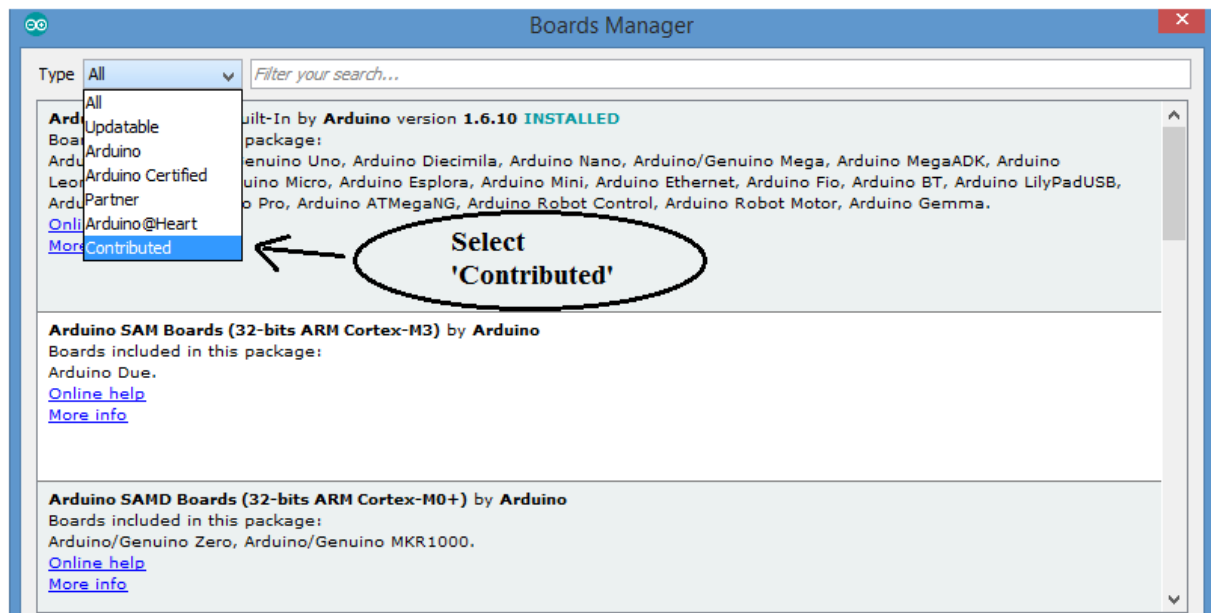 Boards Manager
Type All Filter your search...
All
Updatable
Arduino
Arduino Certified
Partner
Arduino@Heart
Contributed
uilt-In by Arduino version 1.6.10 INSTALLED
package:
enuino Uno, Arduino Diecimila, Arduino Nano, Arduino/Genuino Mega, Arduino MegaADK, Arduino
uino Micro, Arduino Esplora, Arduino Mini, Arduino Ethernet, Arduino Fio, Arduino BT, Arduino LilyPadUSB,
o Pro, Arduino ATMegaNG, Arduino Robot Control, Arduino Robot Motor, Arduino Gemma.
Onli
More
Select
'Contributed'
Arduino SAM Boards (32-bits ARM Cortex-M3) by Arduino
Boards included in this package:
Arduino Due.
Online help
More info
Arduino SAMD Boards (32-bits ARM Cortex-M0+) by Arduino
Boards included in this package:
Arduino/Genuino Zero, Arduino/Genuino MKR1000.
Online help
More info